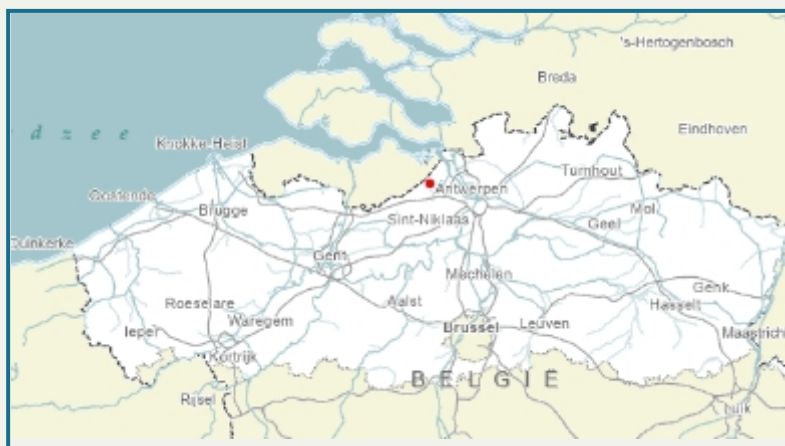 's-Hertogenbosch
Breda
Eindhoven
d z e e
Knokke-Heist
Turnhout
Antwerpen
Oostende
Mol
Brugge
Sint-Niklaas
Geel
Duinkerke
Gent
Mechelen
Genk
Roeselare
Aalst
Hasselt
Waregem
Brussel
Leuven
Ieper
Maastrich
Kortrijk
BELGIË
Rijsel
Luik